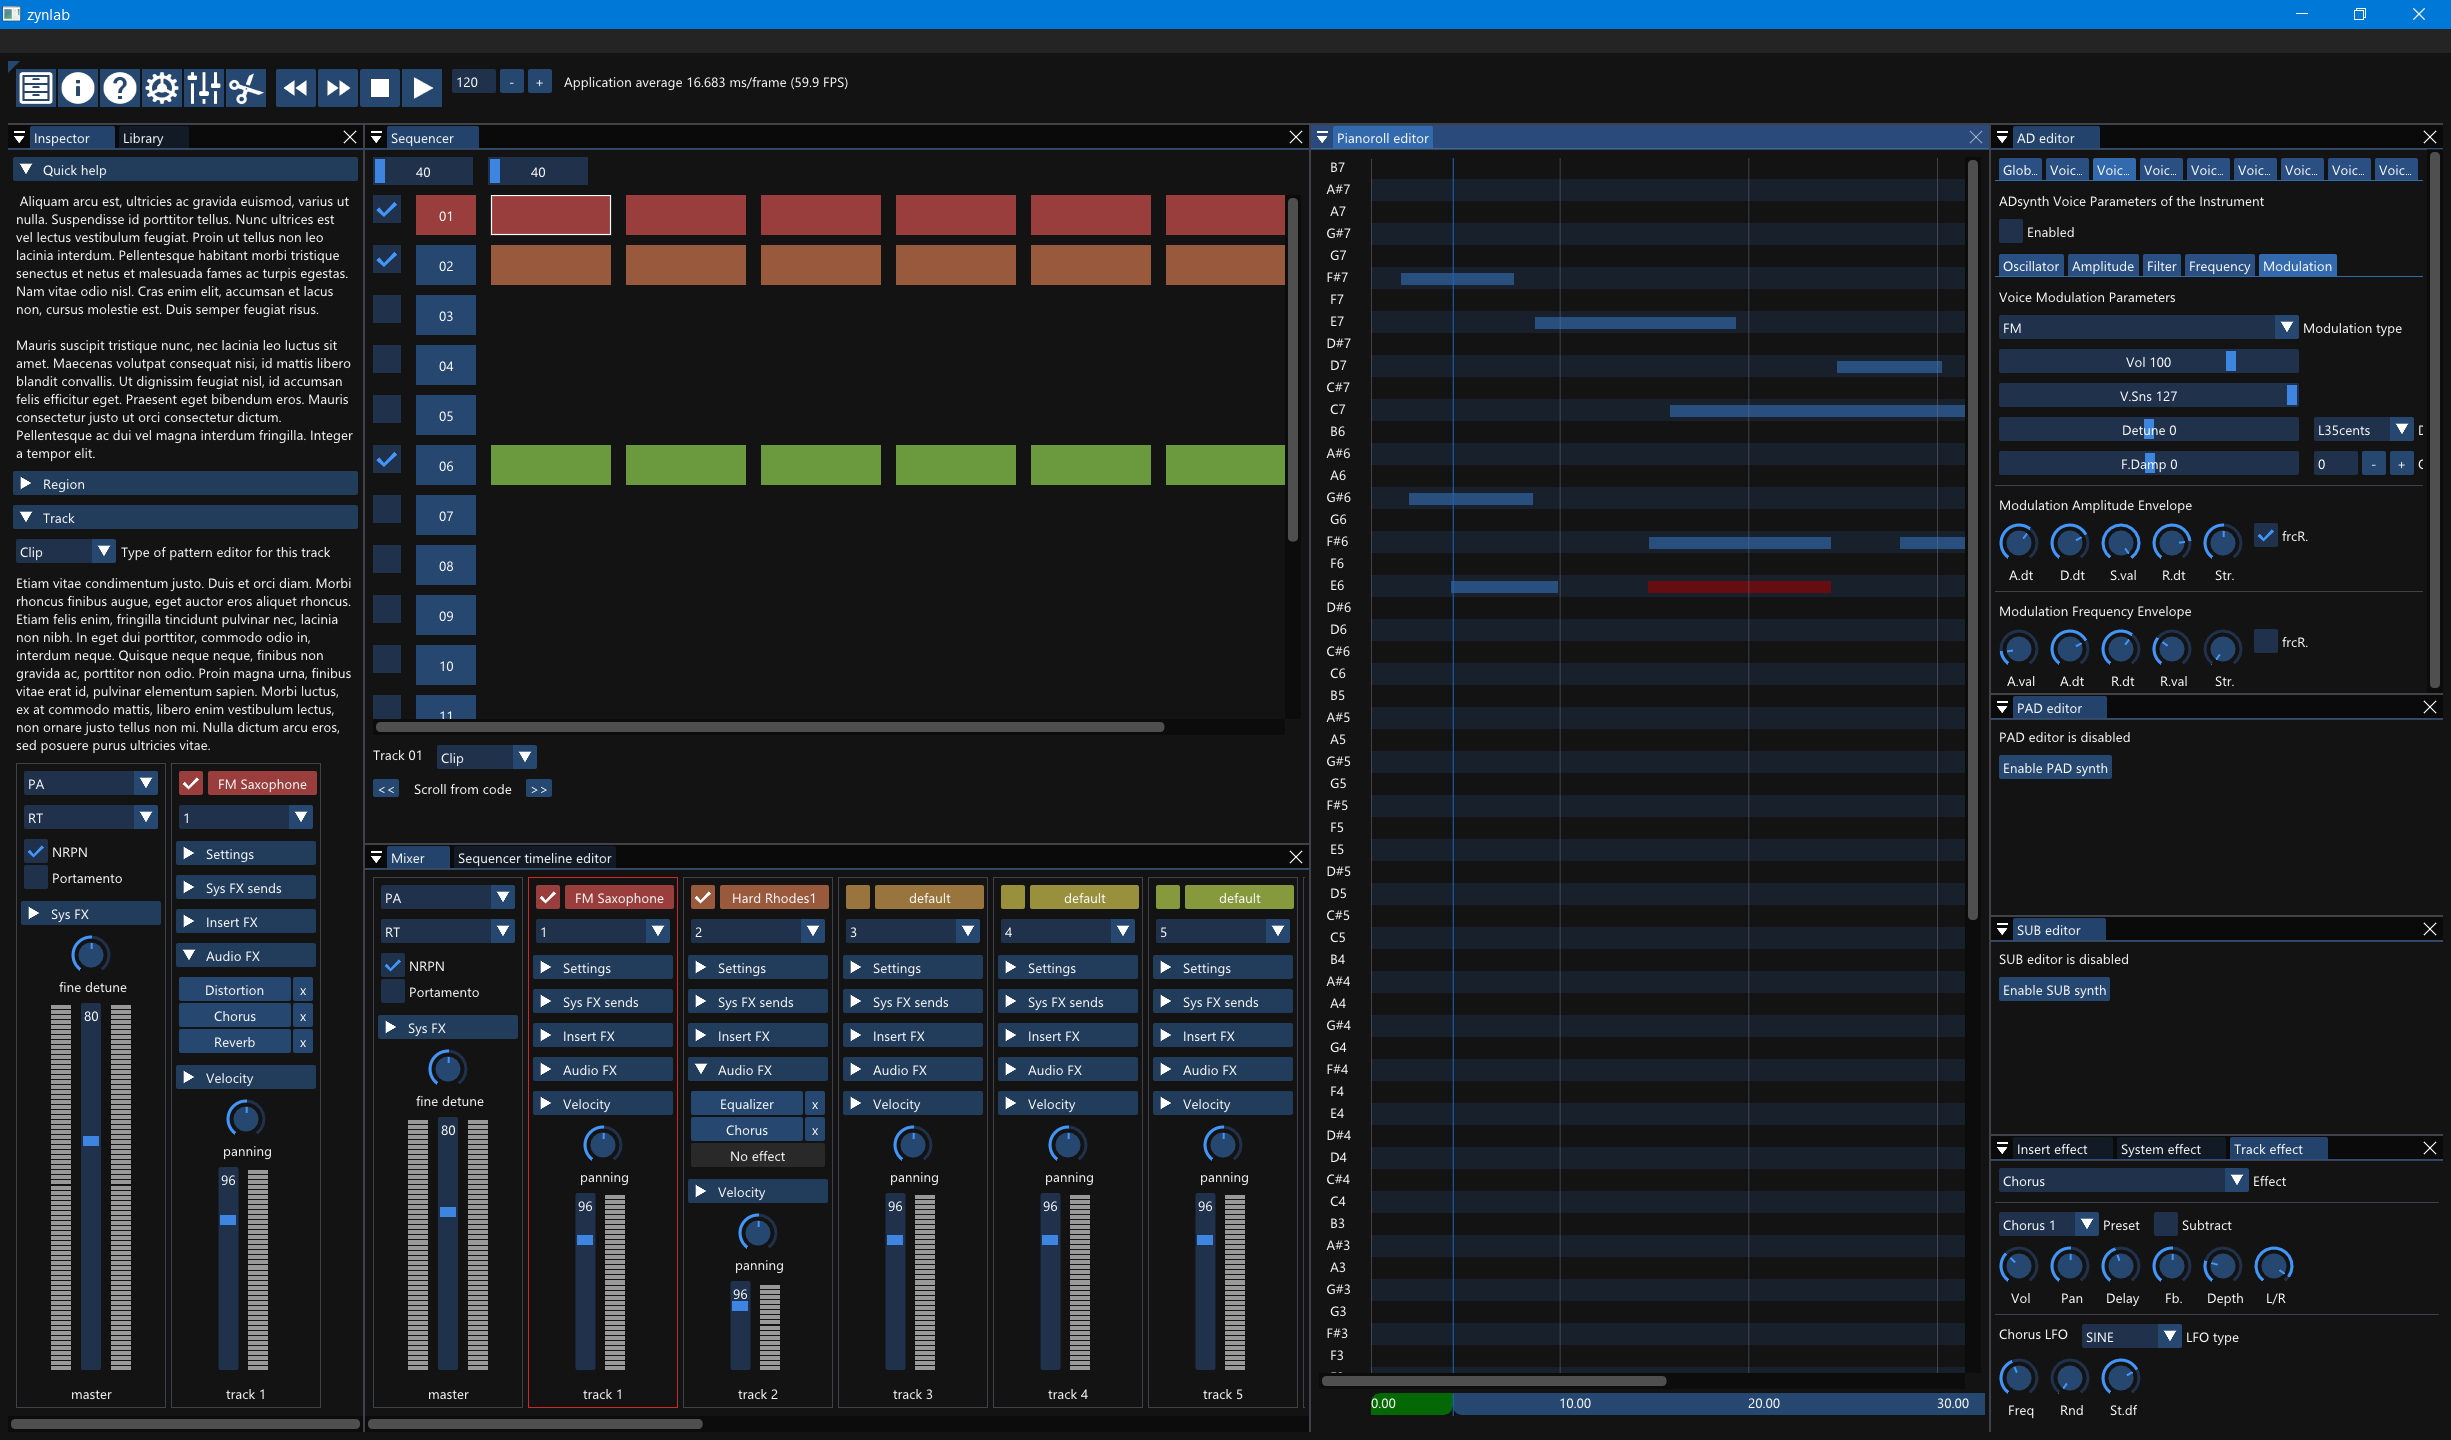 zynlab
120 - + Application average 16.683 ms/frame (59.9 FPS)
Inspector Library
Quick help
Aliquam arcu est, ultricies ac gravida euismod, varius ut
nulla. Suspendisse id porttitor tellus. Nunc ultrices est
vel lectus vestibulum feugiat. Proin ut tellus non leo
lacinia interdum. Pellentesque habitant morbi tristique
senectus et netus et malesuada fames ac turpis egestas.
Nam vitae odio nisl. Cras enim elit, accumsan et lacus
non, cursus molestie est. Duis semper feugiat risus.
Mauris suscipit tristique nunc, nec lacinia leo luctus sit
amet. Maecenas volutpat consequat nisi, id mattis libero
blandit convallis. Ut dignissim feugiat nisl, id accumsan
felis efficitur eget. Praesent eget bibendum eros. Mauris
consectetur justo ut orci consectetur dictum.
Pellentesque ac dui vel magna interdum fringilla. Integer
a tempor elit.
Region
Track
Clip Type of pattern editor for this track
Etiam vitae condimentum justo. Duis et orci diam. Morbi
rhoncus finibus augue, eget auctor eros aliquet rhoncus.
Etiam felis enim, fringilla tincidunt pulvinar nec, lacinia
non nibh. In eget dui porttitor, commodo odio in,
interdum neque. Quisque neque neque, finibus non
gravida ac, porttitor non odio. Proin magna urna, finibus
vitae erat id, pulvinar elementum sapien. Morbi luctus,
ex at commodo mattis, libero enim vestibulum lectus,
non ornare justo tellus non mi. Nulla dictum arcu eros,
sed posuere purus ultricies vitae.
PA
RT
NRPN
Portamento
Sys FX
fine detune
80
master
FM Saxophone
1
Settings
Sys FX sends
Insert FX
Audio FX
Distortion x
Chorus x
Reverb x
Velocity
panning
96
track 1
Sequencer
40 40
01
02
03
04
05
06
07
08
09
10
11
Track 01 Clip
<< Scroll from code >>
Mixer Sequencer timeline editor
PA
RT
NRPN
Portamento
Sys FX
fine detune
80
master
FM Saxophone
1
Settings
Sys FX sends
Insert FX
Audio FX
Velocity
panning
96
track 1
Hard Rhodes1
2
Settings
Sys FX sends
Insert FX
Audio FX
Equalizer x
Chorus x
No effect
Velocity
panning
96
track 2
default
3
Settings
Sys FX sends
Insert FX
Audio FX
Velocity
panning
96
track 3
default
4
Settings
Sys FX sends
Insert FX
Audio FX
Velocity
panning
96
track 4
default
5
Settings
Sys FX sends
Insert FX
Audio FX
Velocity
panning
96
track 5
Pianoroll editor
B7
A#7
A7
G#7
G7
F#7
F7
E7
D#7
D7
C#7
C7
B6
A#6
A6
G#6
G6
F#6
F6
E6
D#6
D6
C#6
C6
B5
A#5
A5
G#5
G5
F#5
F5
E5
D#5
D5
C#5
C5
B4
A#4
A4
G#4
G4
F#4
F4
E4
D#4
D4
C#4
C4
B3
A#3
A3
G#3
G3
F#3
F3
0.00 10.00 20.00 30.00
AD editor
Glob... Voic... Voic... Voic... Voic... Voic... Voic... Voic... Voic...
ADsynth Voice Parameters of the Instrument
Enabled
Oscillator Amplitude Filter Frequency Modulation
Voice Modulation Parameters
FM Modulation type
Vol 100
V.Sns 127
Detune 0 L35cents
F.Damp 0 0 - +
Modulation Amplitude Envelope
frcR.
A.dt D.dt S.val R.dt Str.
Modulation Frequency Envelope
frcR.
A.val A.dt R.dt R.val Str.
PAD editor
PAD editor is disabled
Enable PAD synth
SUB editor
SUB editor is disabled
Enable SUB synth
Insert effect System effect Track effect
Chorus Effect
Chorus 1 Preset Subtract
Vol Pan Delay Fb. Depth L/R
Chorus LFO SINE LFO type
Freq Rnd St.df